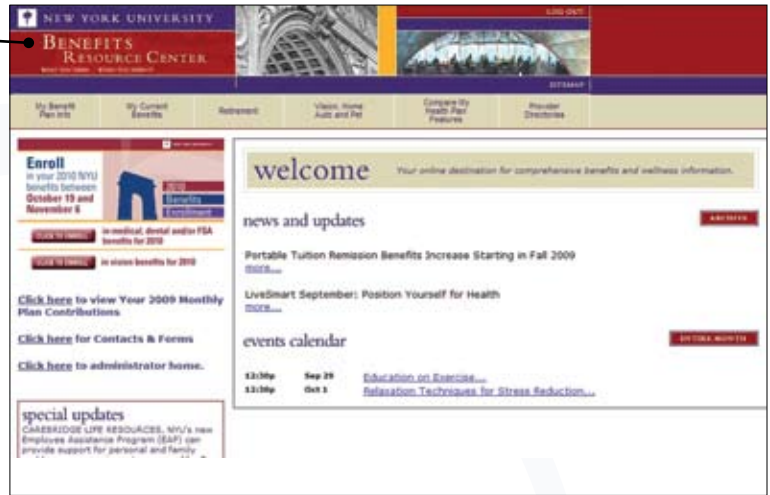 NEW YORK UNIVERSITY
LOG OUT
BENEFITS
RESOURCE CENTER
SITEMAP
My Benefit
Plan Info
My Current
Benefits
Retirement
Vision, Home
Auto and Pet
Compare My
Health Plan
Features
Provider
Directories
Enroll
in your 2010 NYU
benefits between
October 19 and
November 6
2010
Benefits
Enrollment
CLICK TO ENROLL
in medical, dental and/or FSA
benefits for 2010
CLICK TO ENROLL
in vision benefits for 2010
Click here to view Your 2009 Monthly
Plan Contributions
Click here for Contacts & Forms
Click here to administrator home.
special updates
CAREBRIDGE LIFE RESOURCES, NYU's new
Employee Assistance Program (EAP) can
provide support for personal and family
welcome
Your online destination for comprehensive benefits and wellness information.
news and updates
ARCHIVE
Portable Tuition Remission Benefits Increase Starting in Fall 2009
more...
LiveSmart September: Position Yourself for Health
more...
events calendar
ENTIRE MONTH
12:30p Sep 29 Education on Exercise...
12:30p Oct 1 Relaxation Techniques for Stress Reduction...